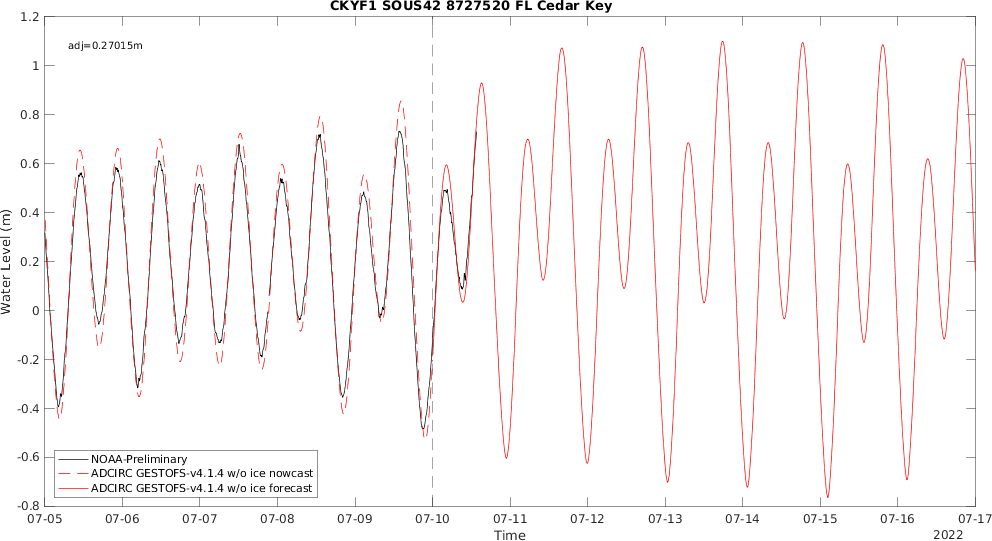 CKYF1 SOUS42 8727520 FL Cedar Key
adj=0.27015m
1.2
1
0.8
0.6
0.4
0.2
0
-0.2
-0.4
-0.6
-0.8
Water Level (m)
NOAA-Preliminary
ADCIRC GESTOFS-v4.1.4 w/o ice nowcast
ADCIRC GESTOFS-v4.1.4 w/o ice forecast
07-05 07-06 07-07 07-08 07-09 07-10 07-11 07-12 07-13 07-14 07-15 07-16 07-17
Time
2022